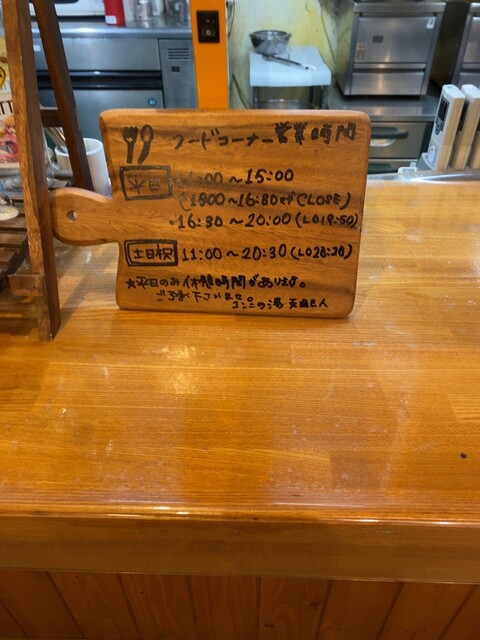 フードコーナー営業時間
平日 11:00～15:00
(1500～16:30 CLOSE)
16:30～20:00(LO19:50)
土日祝 11:00～20:30(LO20:20)
★平日のみ休憩時間があります。
ご了承下さいませ。